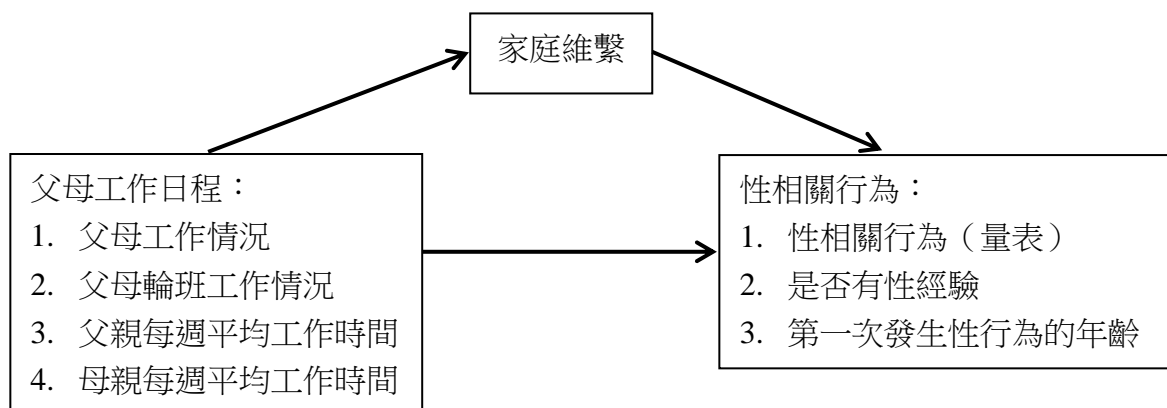 家庭維繫
父母工作日程：
1. 父母工作情況
2. 父母輪班工作情況
3. 父親每週平均工作時間
4. 母親每週平均工作時間
性相關行為：
1. 性相關行為（量表）
2. 是否有性經驗
3. 第一次發生性行為的年齡